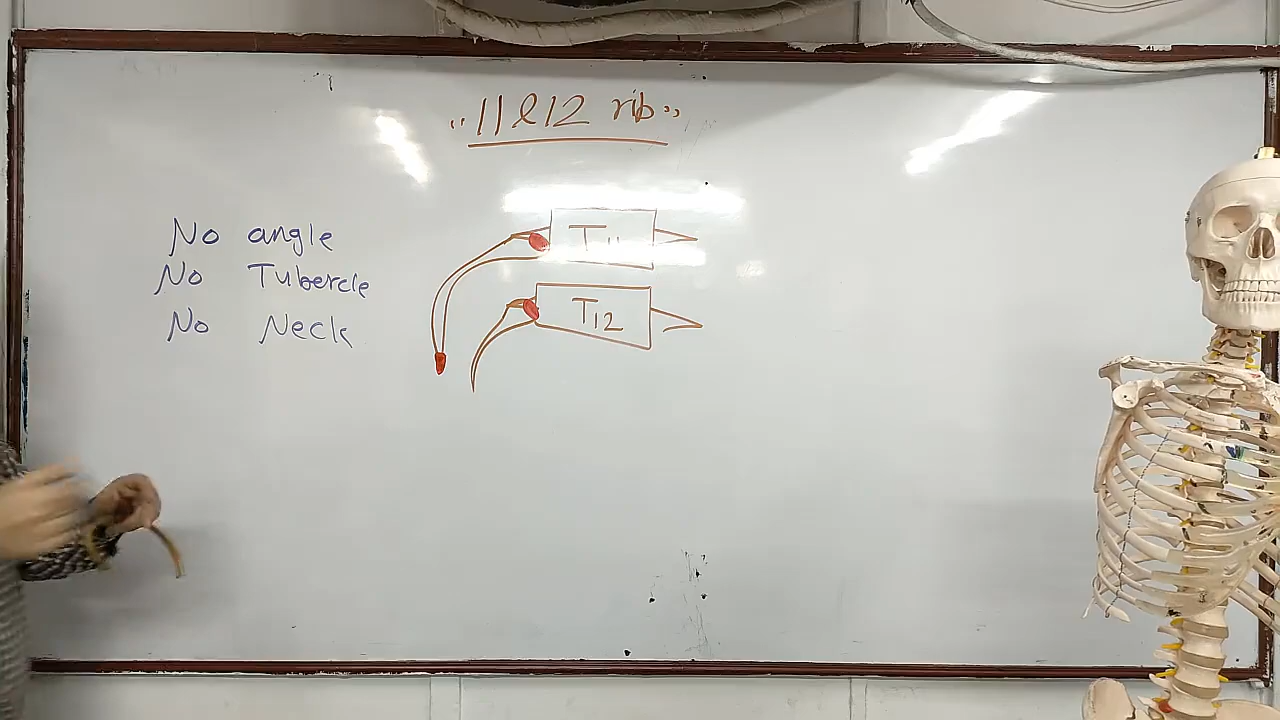 "11 & 12 rib"
No angle
No Tubercle
No Neck
T11
T12